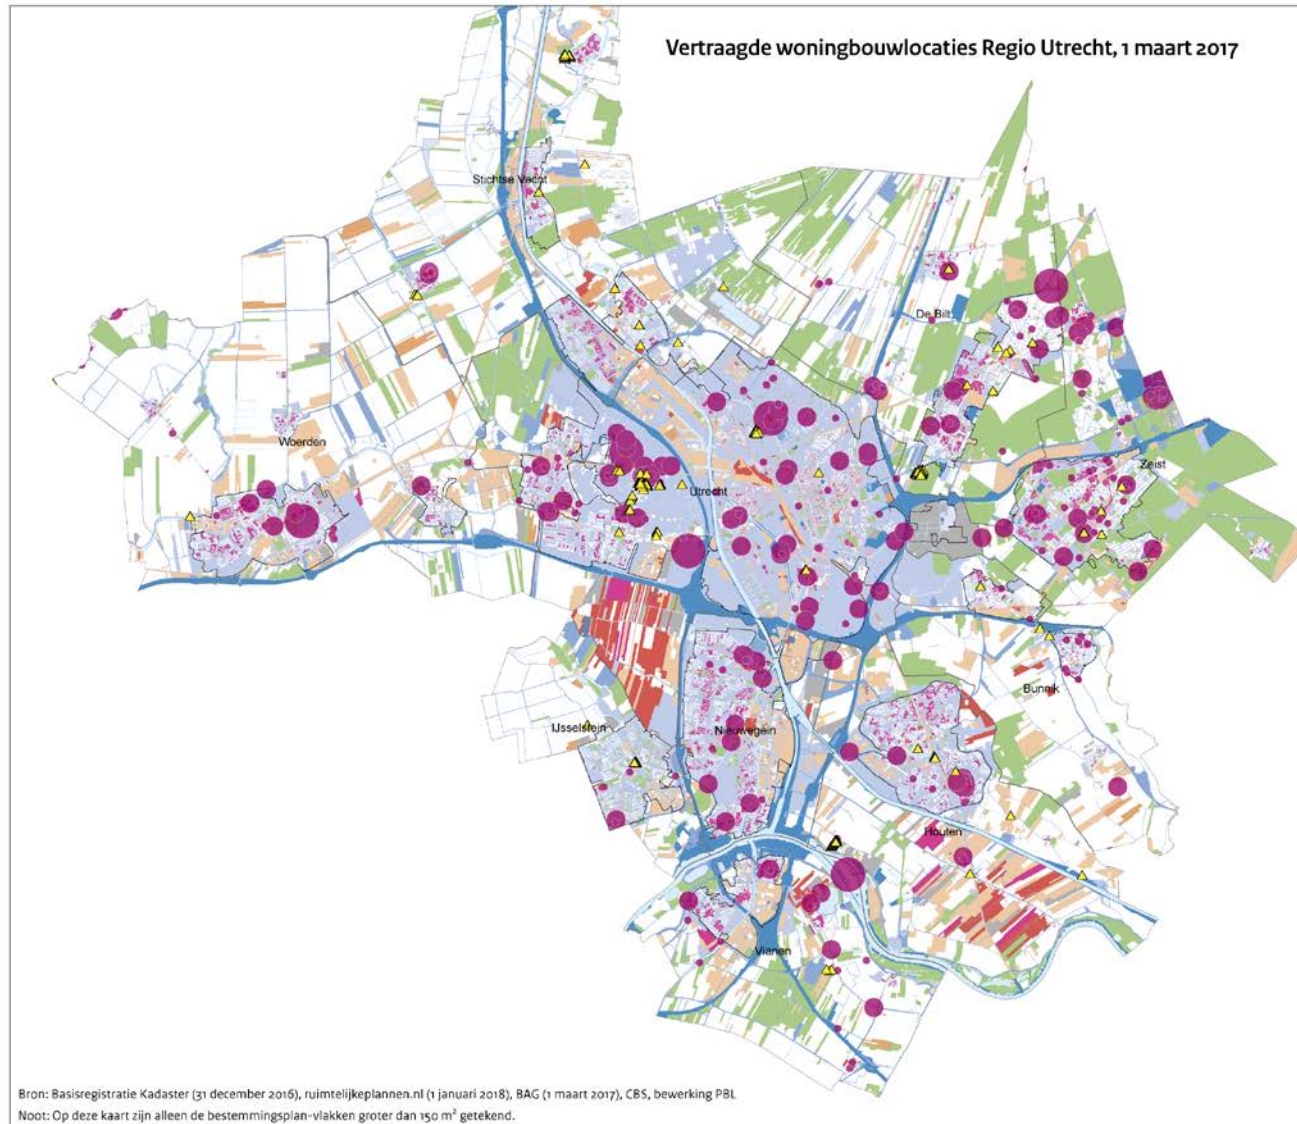 Vertraagde woningbouwlocaties Regio Utrecht, 1 maart 2017
Stichtse Vecht
De Bilt
Woerden
Zeist
Utrecht
Bunnik
IJsselstein
Nieuwegein
Houten
Vianen
Bron: Basisregistratie Kadaster (31 december 2016), ruimtelijkeplannen.nl (1 januari 2018), BAG (1 maart 2017), CBS, bewerking PBL
Noot: Op deze kaart zijn alleen de bestemmingsplan-vlakken groter dan 150 m² getekend.